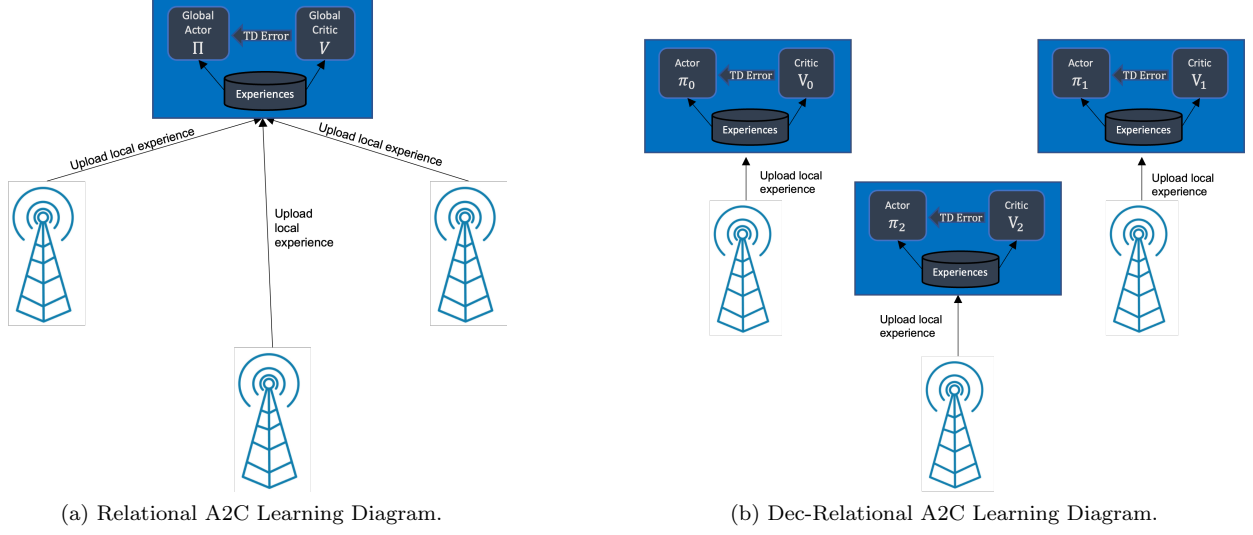 Global
Actor
Π
TD Error
Global
Critic
V
Experiences
Upload local experience
Upload local experience
Upload
local
experience
(a) Relational A2C Learning Diagram.
Actor
π₀
TD Error
Critic
V₀
Experiences
Upload local
experience
Actor
π₁
TD Error
Critic
V₁
Experiences
Upload local
experience
Actor
π₂
TD Error
Critic
V₂
Experiences
Upload local
experience
(b) Dec-Relational A2C Learning Diagram.